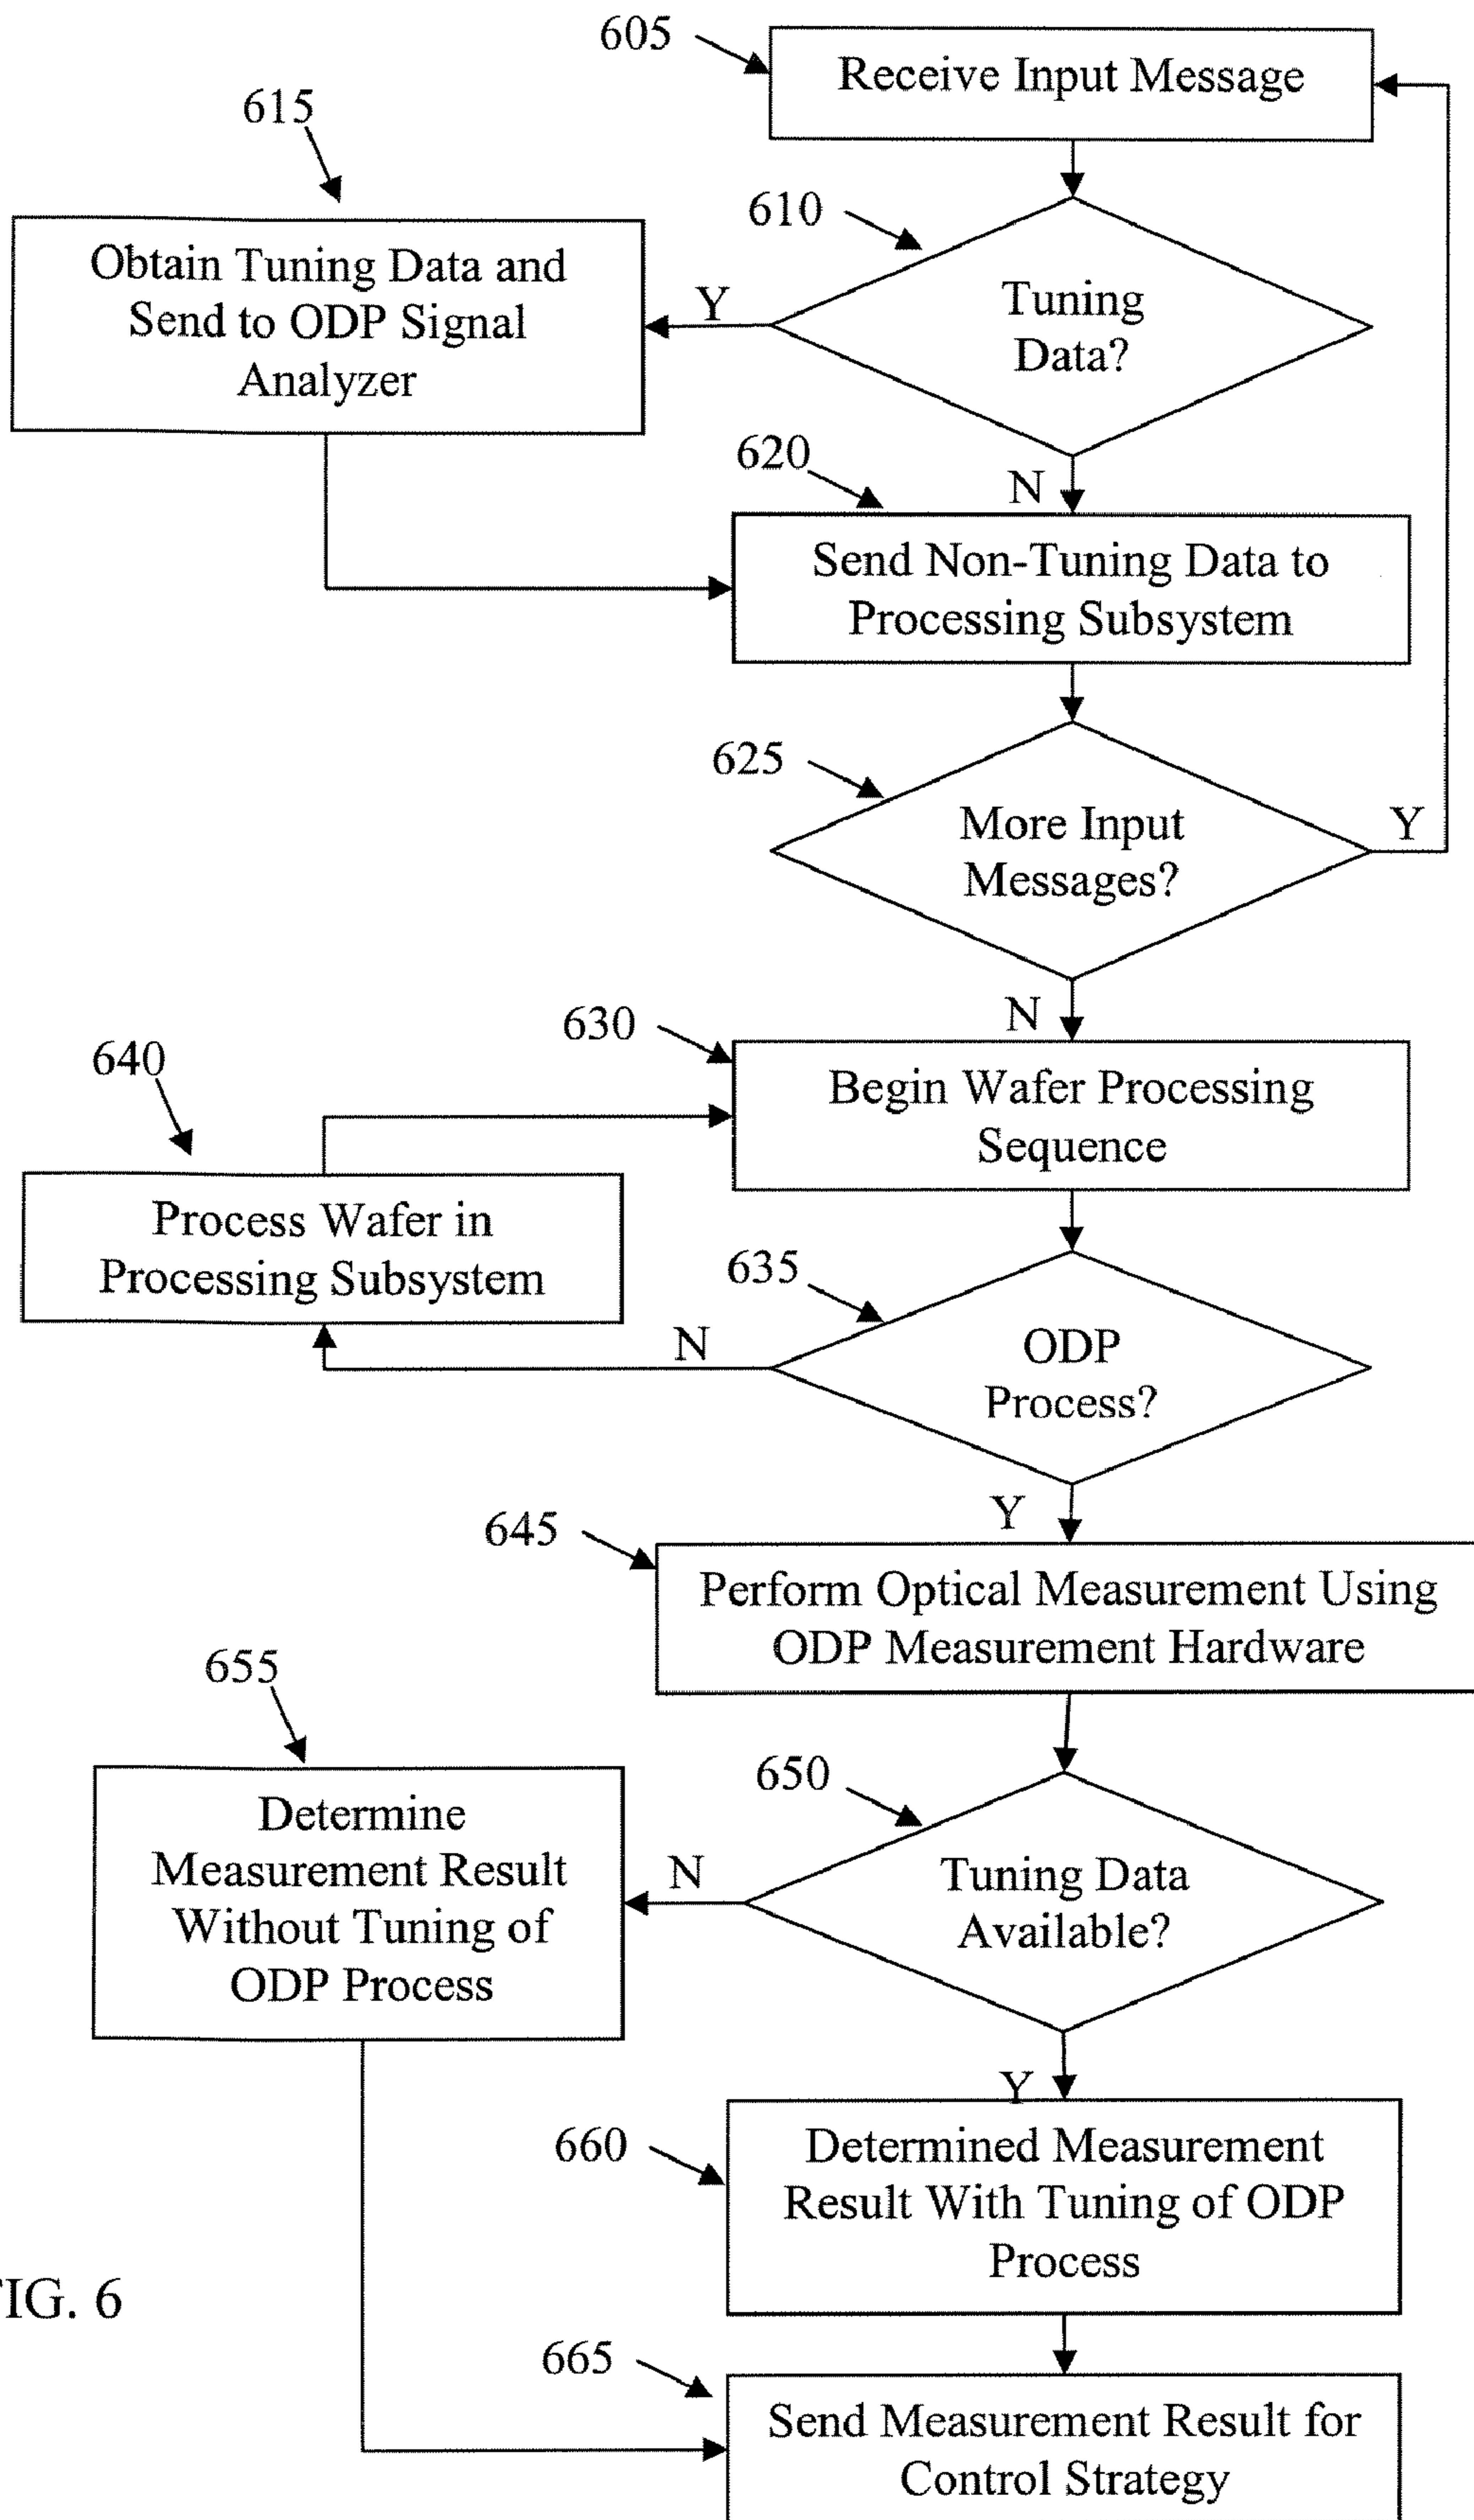 605
Receive Input Message
615
610
Obtain Tuning Data and
Send to ODP Signal
Analyzer
Y
Tuning
Data?
620
N
Send Non-Tuning Data to
Processing Subsystem
625
More Input
Messages?
Y
N
630
640
Begin Wafer Processing
Sequence
Process Wafer in
Processing Subsystem
635
N
ODP
Process?
Y
645
Perform Optical Measurement Using
ODP Measurement Hardware
655
650
Determine
Measurement Result
Without Tuning of
ODP Process
N
Tuning Data
Available?
Y
660
Determined Measurement
Result With Tuning of ODP
Process
FIG. 6
665
Send Measurement Result for
Control Strategy